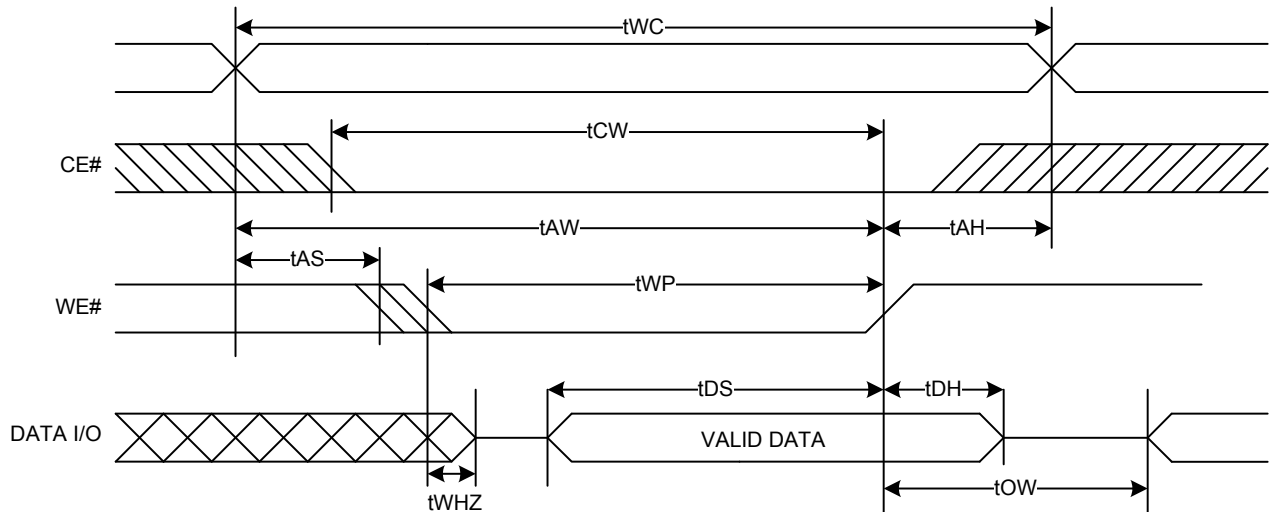 tWC
tCW
CE#
tAW
tAH
tAS
tWP
WE#
tDS
tDH
DATA I/O
VALID DATA
tWHZ
tOW